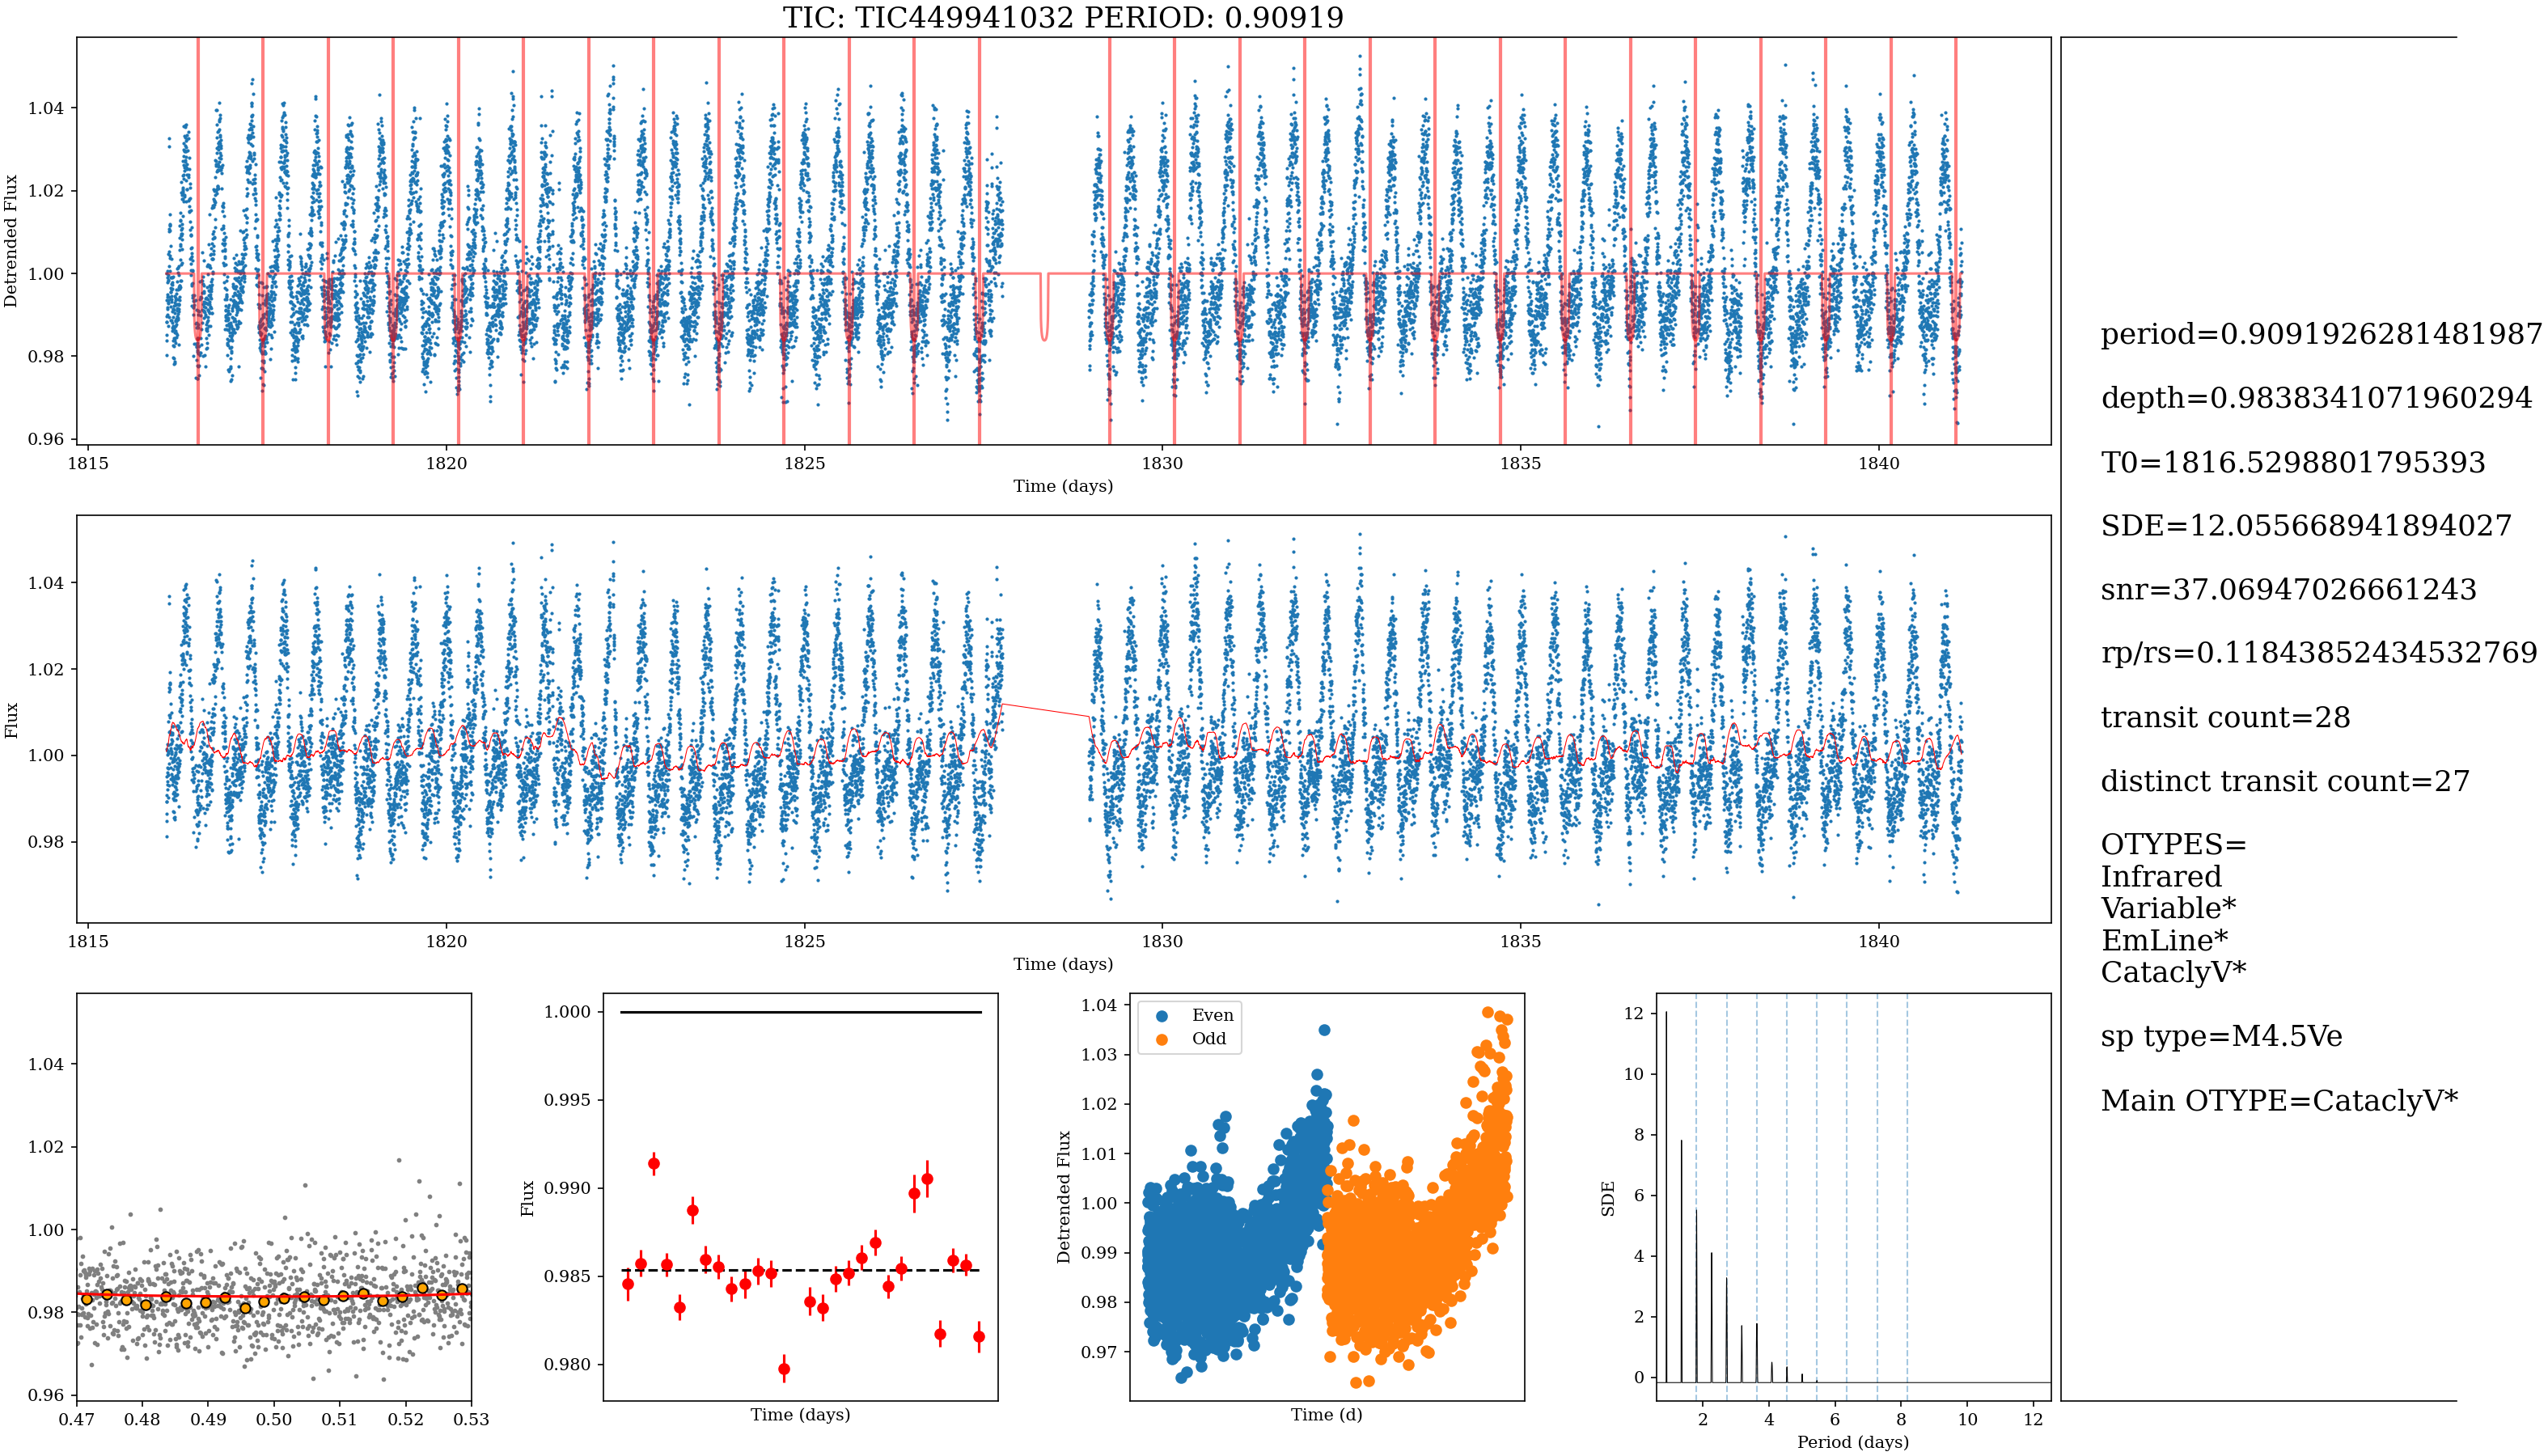 TIC: TIC449941032 PERIOD: 0.90919
Detrended Flux
1.04
1.02
1.00
0.98
0.96
1815
1820
1825
1830
1835
1840
Time (days)
Flux
1.04
1.02
1.00
0.98
1815
1820
1825
1830
1835
1840
Time (days)
1.04
1.02
1.00
0.98
0.96
0.47
0.48
0.49
0.50
0.51
0.52
0.53
Flux
1.000
0.995
0.990
0.985
0.980
Time (days)
Detrended Flux
1.04
1.03
1.02
1.01
1.00
0.99
0.98
0.97
Even
Odd
Time (d)
SDE
12
10
8
6
4
2
0
2
4
6
8
10
12
Period (days)
period=0.9091926281481987
depth=0.9838341071960294
T0=1816.5298801795393
SDE=12.055668941894027
snr=37.06947026661243
rp/rs=0.11843852434532769
transit count=28
distinct transit count=27
OTYPES=
Infrared
Variable*
EmLine*
CataclyV*
sp type=M4.5Ve
Main OTYPE=CataclyV*